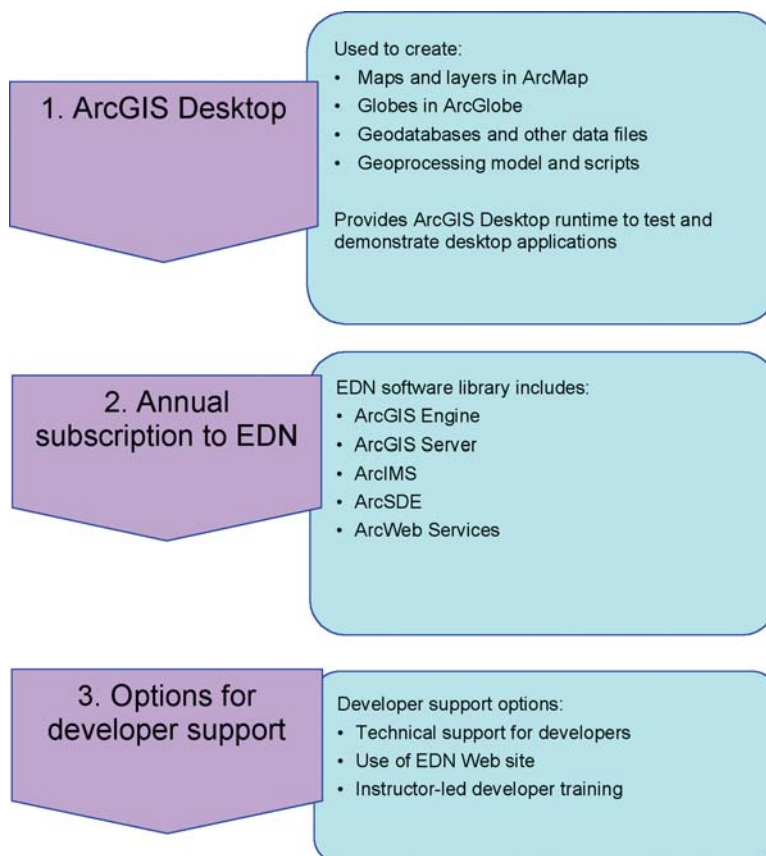 1. ArcGIS Desktop
Used to create:
• Maps and layers in ArcMap
• Globes in ArcGlobe
• Geodatabases and other data files
• Geoprocessing model and scripts
Provides ArcGIS Desktop runtime to test and
demonstrate desktop applications
2. Annual
subscription to EDN
EDN software library includes:
• ArcGIS Engine
• ArcGIS Server
• ArcIMS
• ArcSDE
• ArcWeb Services
3. Options for
developer support
Developer support options:
• Technical support for developers
• Use of EDN Web site
• Instructor-led developer training